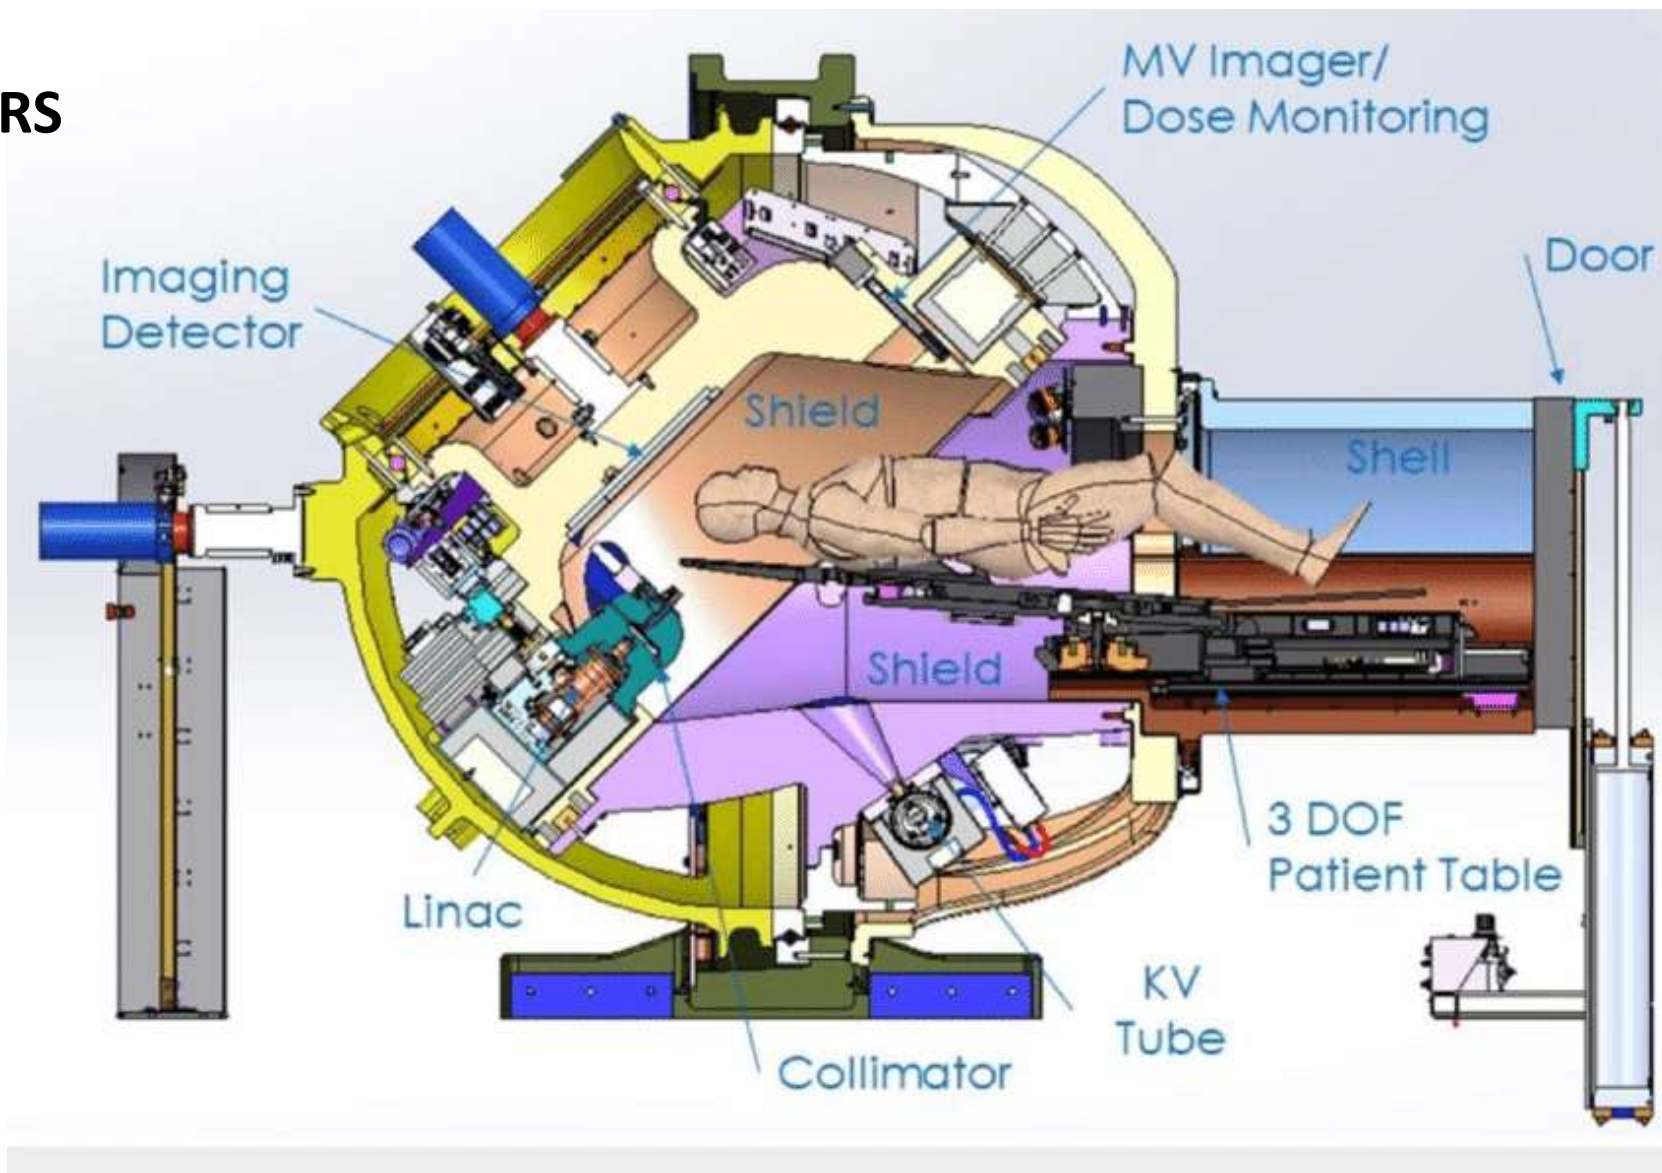 RS
MV Imager/
Dose Monitoring
Door
Imaging
Detector
Shield
Shell
Shield
3 DOF
Patient Table
Linac
KV
Tube
Collimator